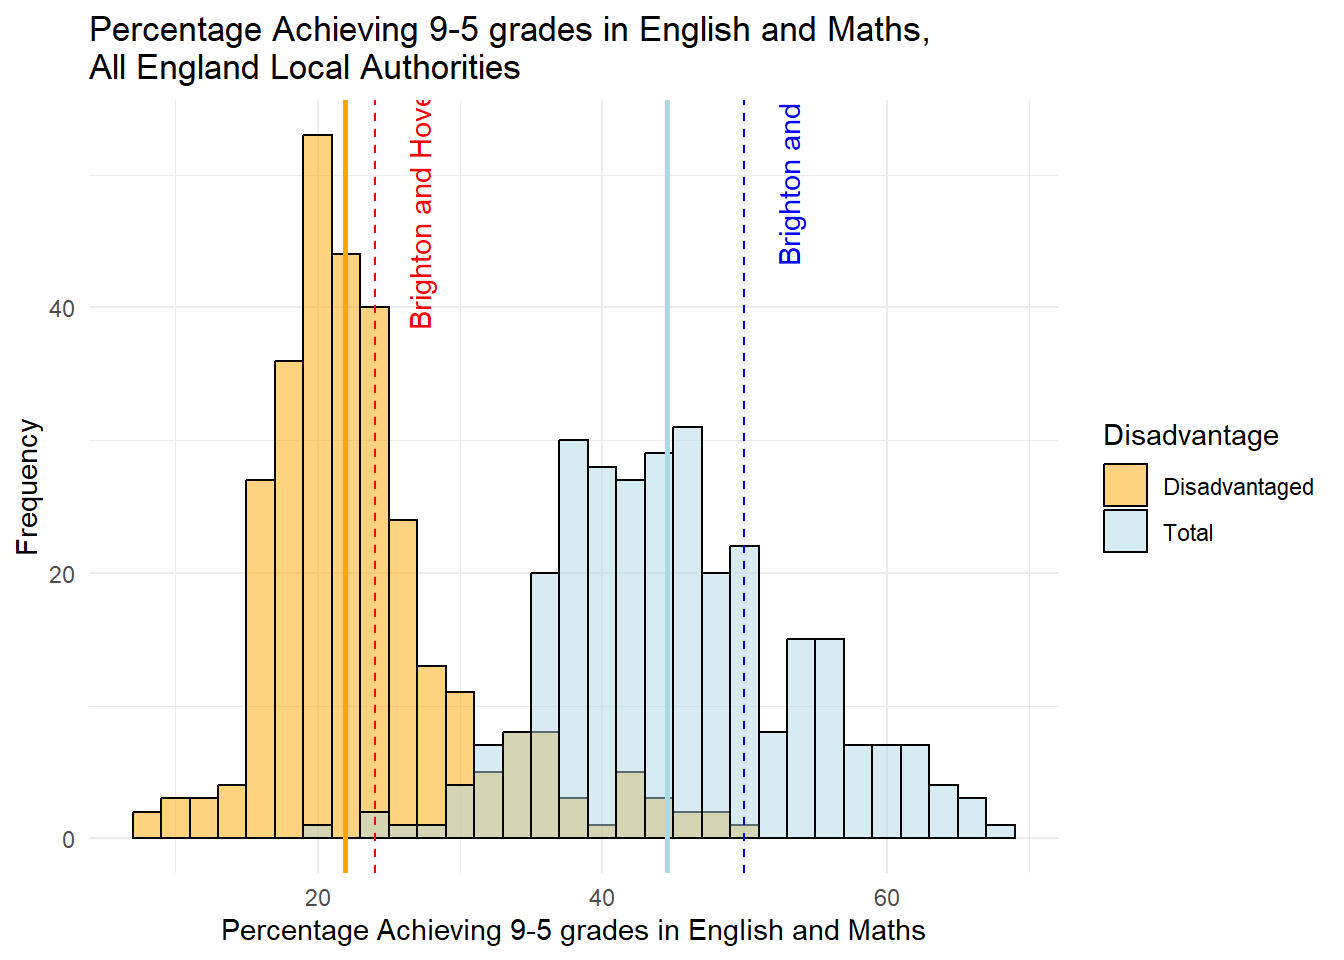 Percentage Achieving 9-5 grades in English and Maths,
All England Local Authorities
Brighton and Hove
Brighton and
Frequency
40
20
0
20
40
60
Percentage Achieving 9-5 grades in English and Maths
Disadvantage
Disadvantaged
Total